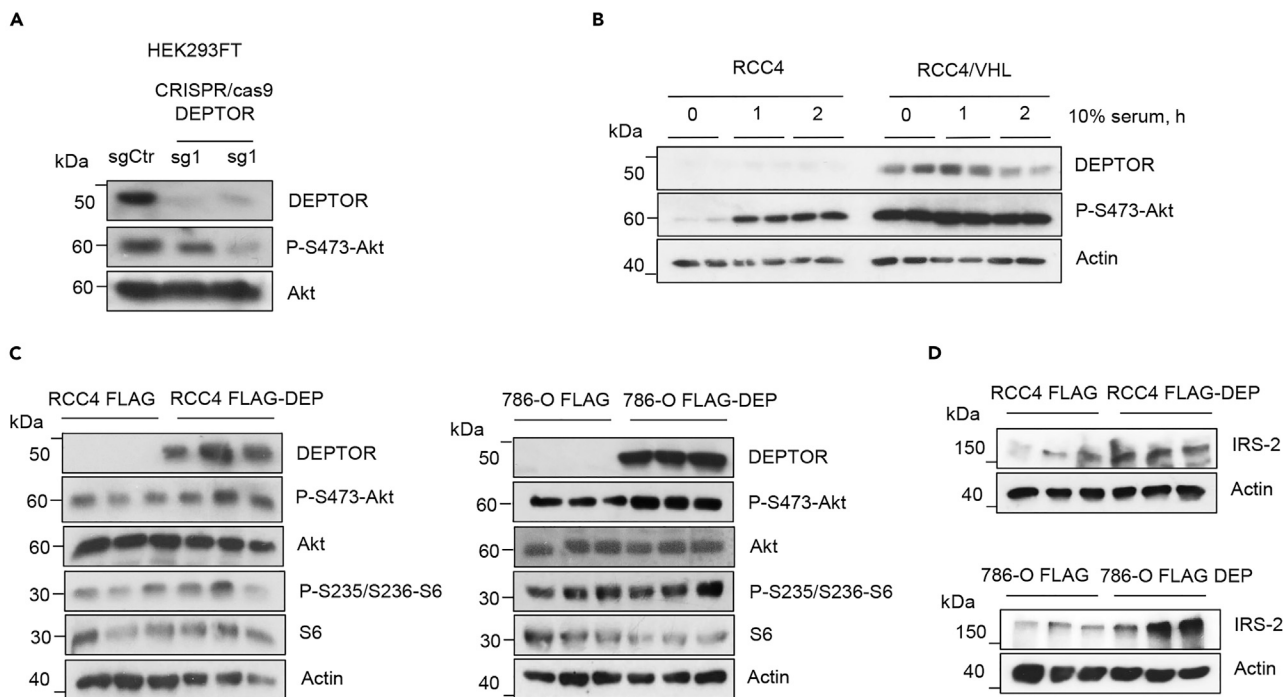 A
HEK293FT
CRISPR/cas9
DEPTOR
kDa sgCtr sg1 sg1
50 DEPTOR
60 P-S473-Akt
60 Akt
B
RCC4 RCC4/VHL
0 1 2 0 1 2 10% serum, h
kDa
50 DEPTOR
60 P-S473-Akt
40 Actin
C
RCC4 FLAG RCC4 FLAG-DEP
kDa
50 DEPTOR
60 P-S473-Akt
60 Akt
30 P-S235/S236-S6
30 S6
40 Actin
786-O FLAG 786-O FLAG-DEP
kDa
50 DEPTOR
60 P-S473-Akt
60 Akt
30 P-S235/S236-S6
30 S6
40 Actin
D
RCC4 FLAG RCC4 FLAG-DEP
kDa
150 IRS-2
40 Actin
786-O FLAG 786-O FLAG DEP
kDa
150 IRS-2
40 Actin